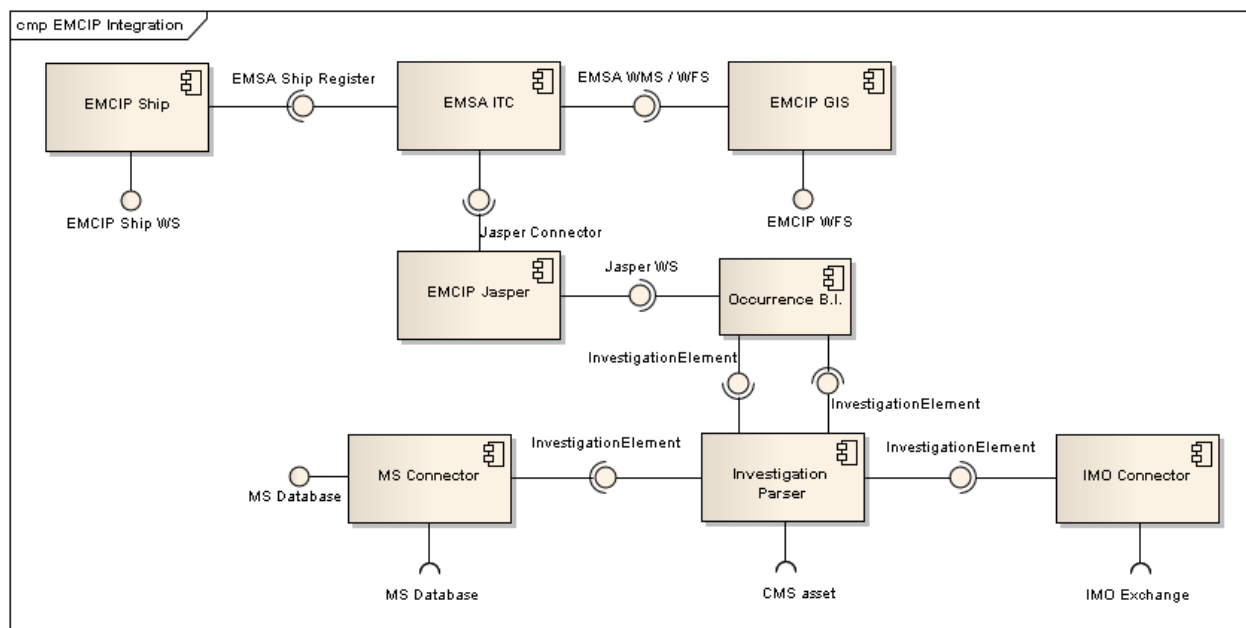 cmp EMCIP Integration
EMCIP Ship
EMSA Ship Register
EMSA ITC
EMSA WMS / WFS
EMCIP GIS
EMCIP Ship WS
EMCIP WFS
Jasper Connector
EMCIP Jasper
Jasper WS
Occurrence B.I.
InvestigationElement
InvestigationElement
MS Database
MS Connector
InvestigationElement
Investigation
Parser
InvestigationElement
IMO Connector
MS Database
CMS asset
IMO Exchange